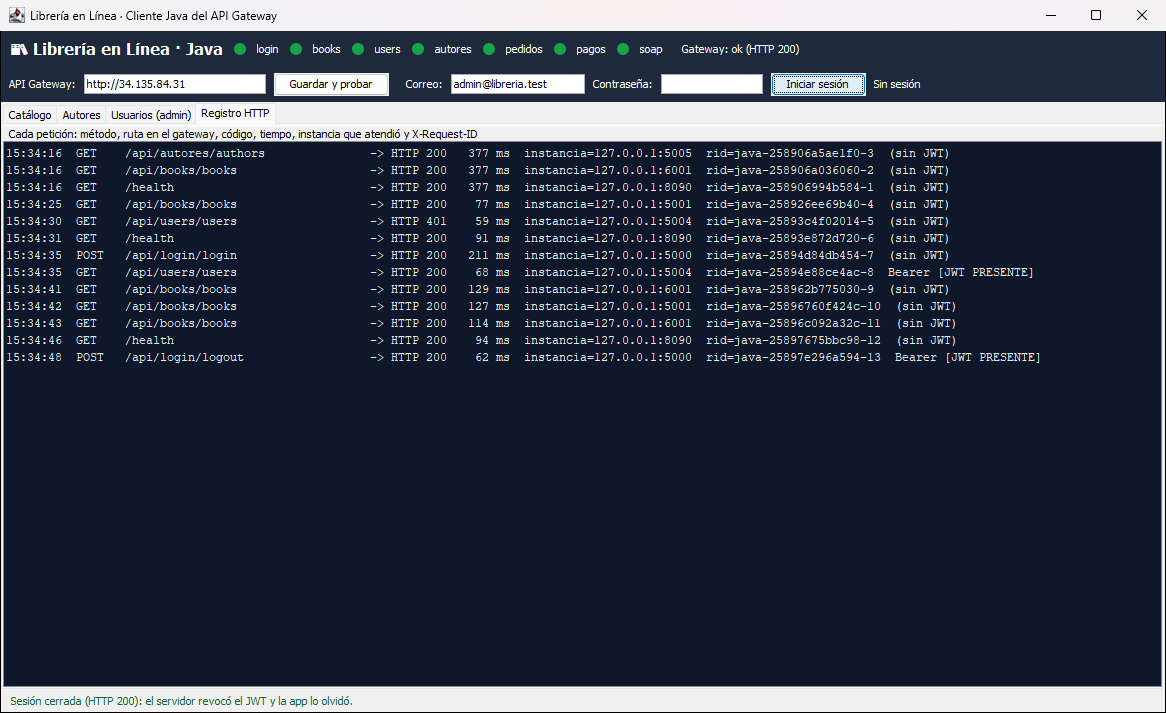 Librería en Línea · Cliente Java del API Gateway
Librería en Línea · Java login books users autores pedidos pagos soap Gateway: ok (HTTP 200)
API Gateway: http://34.135.84.31 Guardar y probar Correo: admin@libreria.test Contraseña: Iniciar sesión Sin sesión
Catálogo Autores Usuarios (admin) Registro HTTP
Cada petición: método, ruta en el gateway, código, tiempo, instancia que atendió y X-Request-ID
15:34:16 GET /api/autores/authors -> HTTP 200 377 ms instancia=127.0.0.1:5005 rid=java-258906a5ae1f0-3 (sin JWT)
15:34:16 GET /api/books/books -> HTTP 200 377 ms instancia=127.0.0.1:6001 rid=java-258906a036060-2 (sin JWT)
15:34:16 GET /health -> HTTP 200 377 ms instancia=127.0.0.1:8090 rid=java-258906994b584-1 (sin JWT)
15:34:25 GET /api/books/books -> HTTP 200 77 ms instancia=127.0.0.1:5001 rid=java-258926ee69b40-4 (sin JWT)
15:34:30 GET /api/users/users -> HTTP 401 59 ms instancia=127.0.0.1:5004 rid=java-25893c4f02014-5 (sin JWT)
15:34:31 GET /health -> HTTP 200 91 ms instancia=127.0.0.1:8090 rid=java-25893e872d720-6 (sin JWT)
15:34:35 POST /api/login/login -> HTTP 200 211 ms instancia=127.0.0.1:5000 rid=java-25894d84db454-7 (sin JWT)
15:34:35 GET /api/users/users -> HTTP 200 68 ms instancia=127.0.0.1:5004 rid=java-25894e88ce4ac-8 Bearer [JWT PRESENTE]
15:34:41 GET /api/books/books -> HTTP 200 129 ms instancia=127.0.0.1:6001 rid=java-258962b775030-9 (sin JWT)
15:34:42 GET /api/books/books -> HTTP 200 127 ms instancia=127.0.0.1:5001 rid=java-25896760f424c-10 (sin JWT)
15:34:43 GET /api/books/books -> HTTP 200 114 ms instancia=127.0.0.1:6001 rid=java-25896c092a32c-11 (sin JWT)
15:34:46 GET /health -> HTTP 200 94 ms instancia=127.0.0.1:8090 rid=java-25897675bbc98-12 (sin JWT)
15:34:48 POST /api/login/logout -> HTTP 200 62 ms instancia=127.0.0.1:5000 rid=java-25897e296a594-13 Bearer [JWT PRESENTE]
Sesión cerrada (HTTP 200): el servidor revocó el JWT y la app lo olvidó.